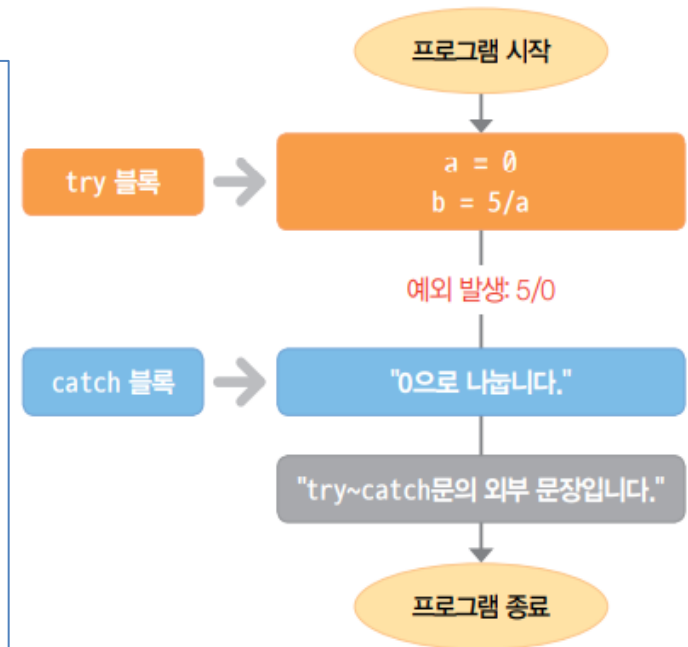 프로그램 시작
try 블록
a = 0
b = 5/a
예외 발생: 5/0
catch 블록
"0으로 나눕니다."
"try~catch문의 외부 문장입니다."
프로그램 종료